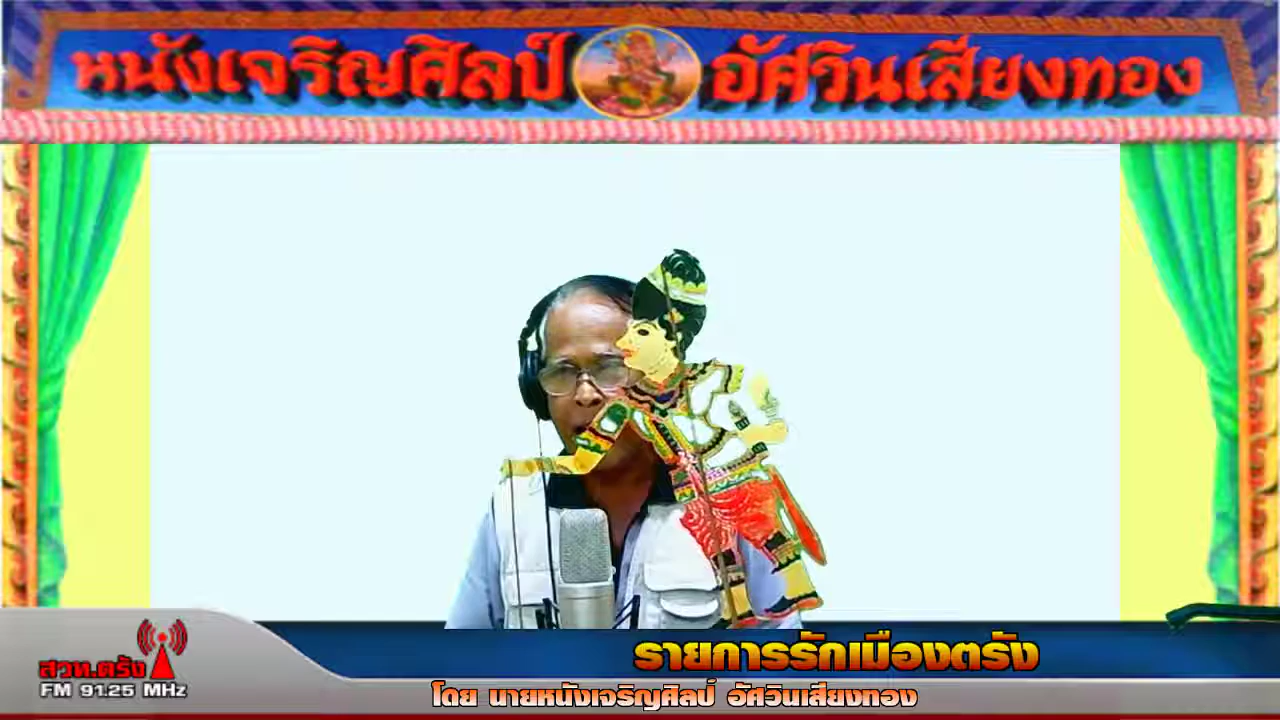 หนังเจริญศิลป์ อัศวินเสียงทอง
รายการรักเมืองตรัง
สวท.ตรัง
FM 91.25 MHz
โดย นายหนังเจริญศิลป์ อัศวินเสียงทอง